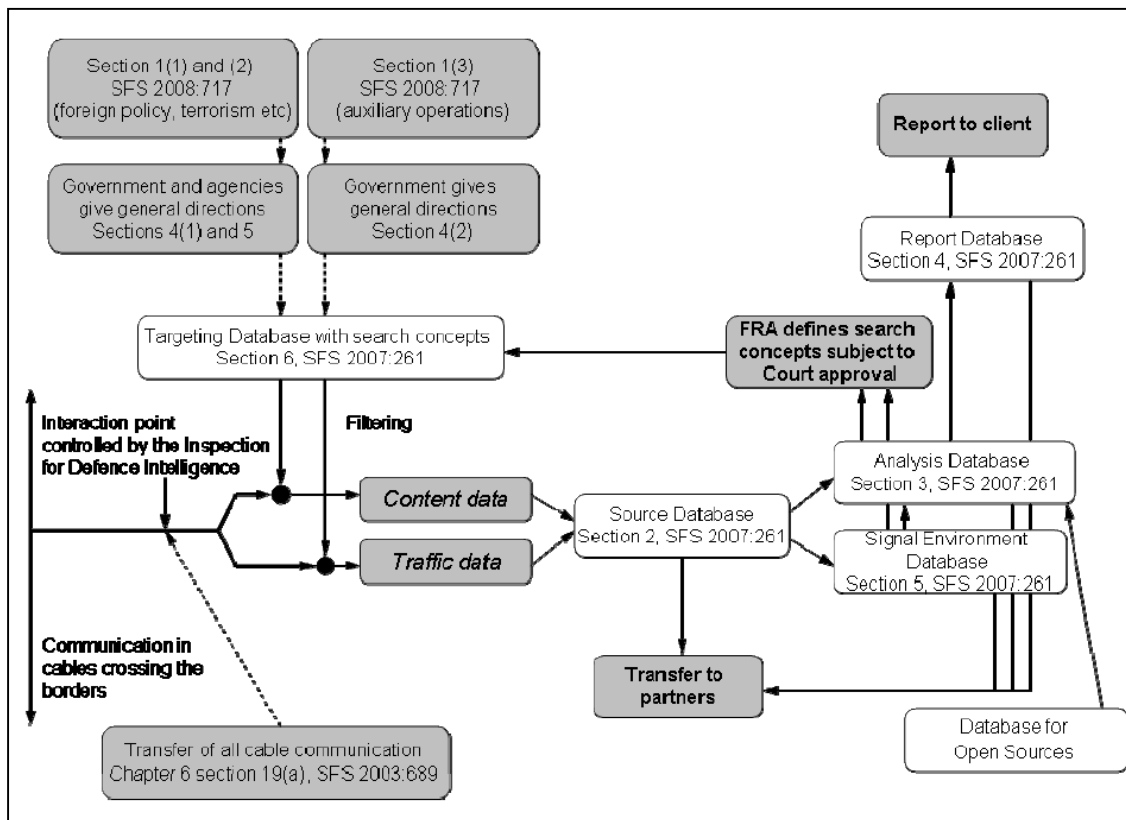 Section 1(1) and (2)
SFS 2008:717
(foreign policy, terrorism etc)
Section 1(3)
SFS 2008:717
(auxiliary operations)
Report to client
Government and agencies
give general directions
Sections 4(1) and 5
Government gives
general directions
Section 4(2)
Report Database
Section 4, SFS 2007:261
Targeting Database with search concepts
Section 6, SFS 2007:261
FRA defines search
concepts subject to
Court approval
Interaction point
controlled by the Inspection
for Defence Intelligence
Filtering
Content data
Traffic data
Source Database
Section 2, SFS 2007:261
Analysis Database
Section 3, SFS 2007:261
Signal Environment
Database
Section 5, SFS 2007:261
Communication in
cables crossing the
borders
Transfer to
partners
Database for
Open Sources
Transfer of all cable communication
Chapter 6 section 19(a), SFS 2003:689